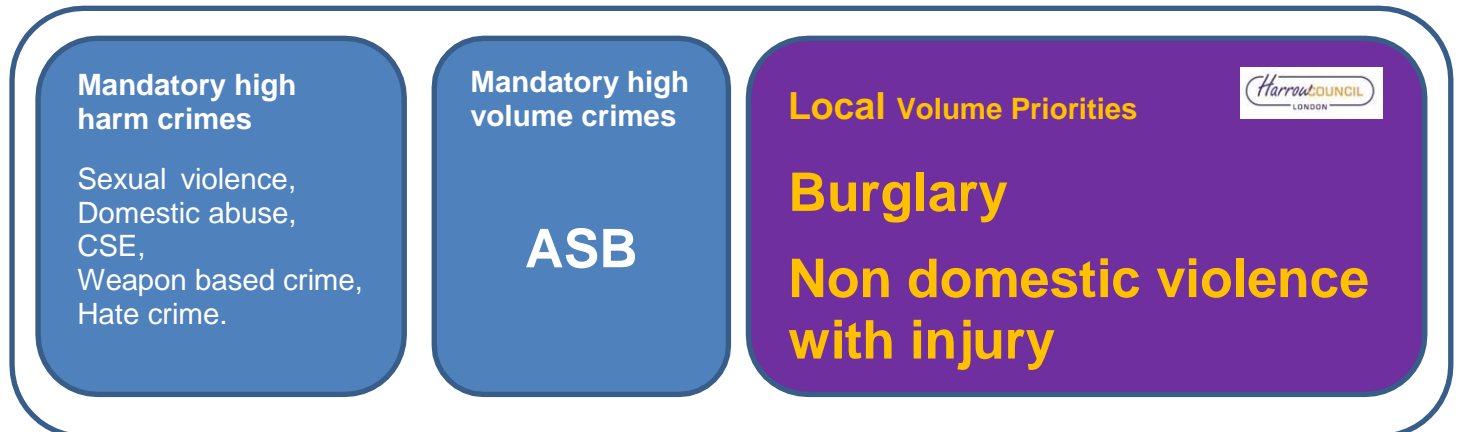 Mandatory high
harm crimes
Sexual violence,
Domestic abuse,
CSE,
Weapon based crime,
Hate crime.
Mandatory high
volume crimes
ASB
Local Volume Priorities
HarrowCOUNCIL
LONDON
Burglary
Non domestic violence
with injury